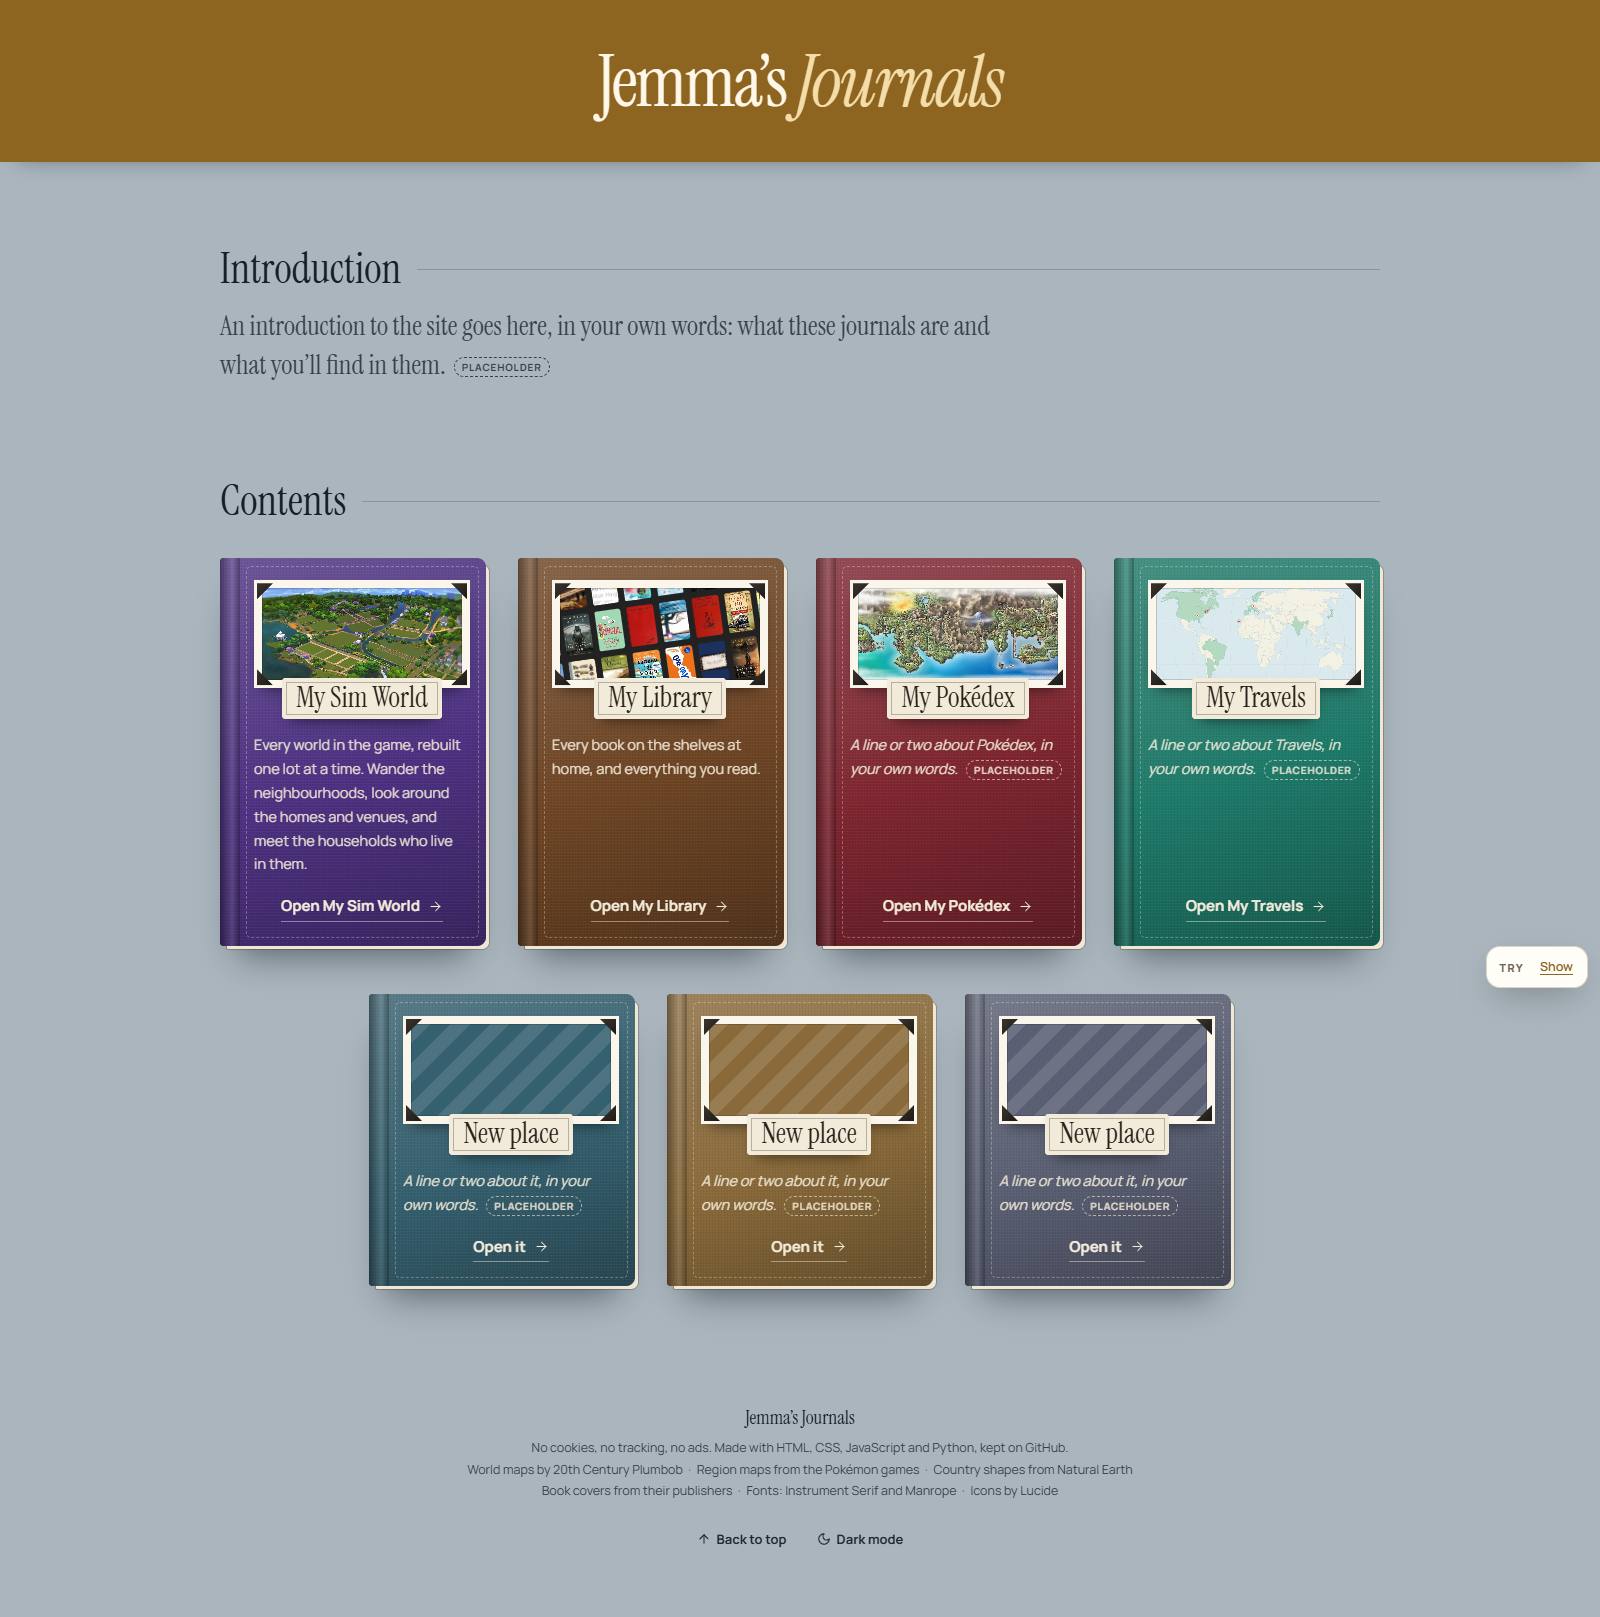 Jemma’s Journals
Introduction
An introduction to the site goes here, in your own words: what these journals are and
what you’ll find in them. PLACEHOLDER
Contents
My Sim World
Every world in the game, rebuilt
one lot at a time. Wander the
neighbourhoods, look around
the homes and venues, and
meet the households who live
in them.
Open My Sim World →
My Library
Every book on the shelves at
home, and everything you read.
Open My Library →
My Pokédex
A line or two about Pokédex, in
your own words. PLACEHOLDER
Open My Pokédex →
My Travels
A line or two about Travels, in
your own words. PLACEHOLDER
Open My Travels →
TRY Show
New place
A line or two about it, in your
own words. PLACEHOLDER
Open it →
New place
A line or two about it, in your
own words. PLACEHOLDER
Open it →
New place
A line or two about it, in your
own words. PLACEHOLDER
Open it →
Jemma’s Journals
No cookies, no tracking, no ads. Made with HTML, CSS, JavaScript and Python, kept on GitHub.
World maps by 20th Century Plumbob · Region maps from the Pokémon games · Country shapes from Natural Earth
Book covers from their publishers · Fonts: Instrument Serif and Manrope · Icons by Lucide
↑ Back to top Dark mode